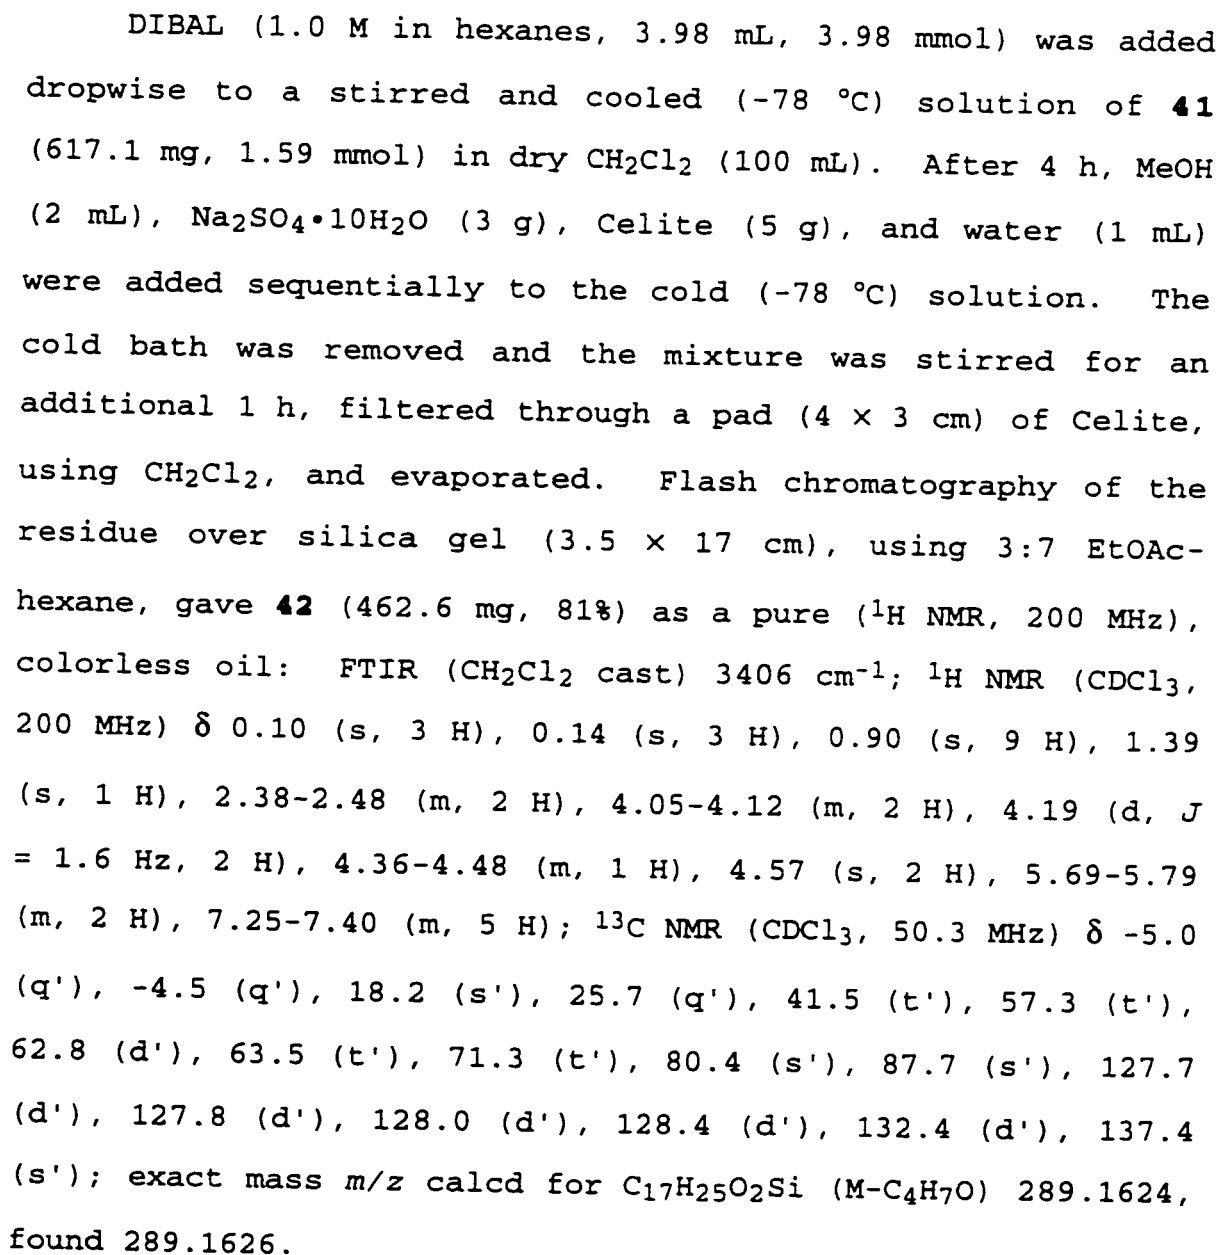 DIBAL (1.0 M in hexanes, 3.98 mL, 3.98 mmol) was added
dropwise to a stirred and cooled (-78 °C) solution of 41
(617.1 mg, 1.59 mmol) in dry CH₂Cl₂ (100 mL). After 4 h, MeOH
(2 mL), Na₂SO₄•10H₂O (3 g), Celite (5 g), and water (1 mL)
were added sequentially to the cold (-78 °C) solution. The
cold bath was removed and the mixture was stirred for an
additional 1 h, filtered through a pad (4 × 3 cm) of Celite,
using CH₂Cl₂, and evaporated. Flash chromatography of the
residue over silica gel (3.5 × 17 cm), using 3:7 EtOAc-
hexane, gave 42 (462.6 mg, 81%) as a pure (¹H NMR, 200 MHz),
colorless oil: FTIR (CH₂Cl₂ cast) 3406 cm⁻¹; ¹H NMR (CDCl₃,
200 MHz) δ 0.10 (s, 3 H), 0.14 (s, 3 H), 0.90 (s, 9 H), 1.39
(s, 1 H), 2.38-2.48 (m, 2 H), 4.05-4.12 (m, 2 H), 4.19 (d, J
= 1.6 Hz, 2 H), 4.36-4.48 (m, 1 H), 4.57 (s, 2 H), 5.69-5.79
(m, 2 H), 7.25-7.40 (m, 5 H); ¹³C NMR (CDCl₃, 50.3 MHz) δ -5.0
(q'), -4.5 (q'), 18.2 (s'), 25.7 (q'), 41.5 (t'), 57.3 (t'),
62.8 (d'), 63.5 (t'), 71.3 (t'), 80.4 (s'), 87.7 (s'), 127.7
(d'), 127.8 (d'), 128.0 (d'), 128.4 (d'), 132.4 (d'), 137.4
(s'); exact mass m/z calcd for C₁₇H₂₅O₂Si (M-C₄H₇O) 289.1624,
found 289.1626.